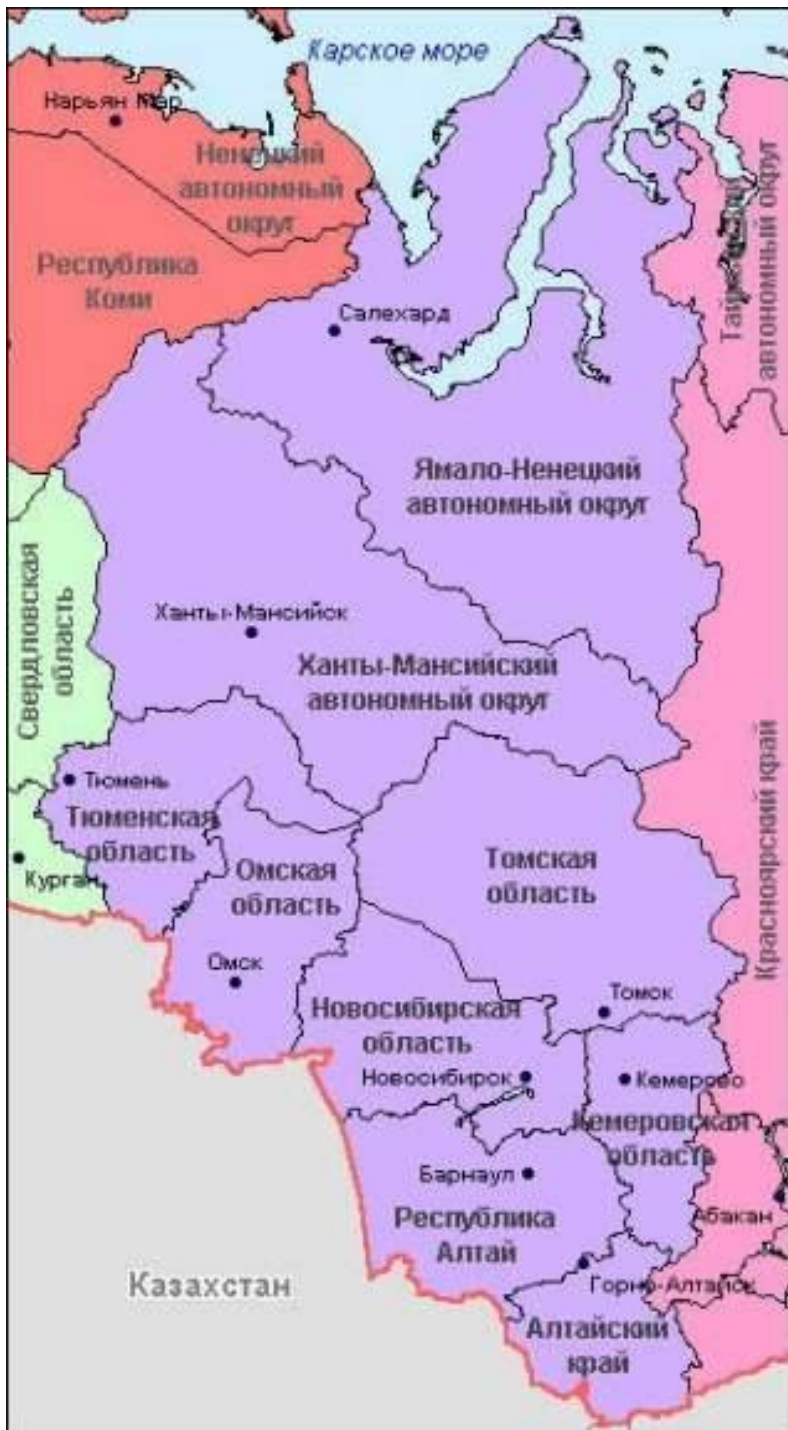 Карское море
Нарьян Мар
Ненецкий
автономный
округ
Республика
Коми
автономный округ
Салехард
Ямало-Ненецкий
автономный округ
Свердловская
область
Ханты-Мансийск
Ханты-Мансийский
автономный округ
Красноярский край
Тюмень
Тюменская
область
Курган
Омская
область
Томская
область
Омск
Томск
Новосибирская
область
Новосибирск
Кемерово
Кемеровская
область
Барнаул
Республика
Алтай
Абакан
Казахстан
Горно-Алтайск
Алтайский
край